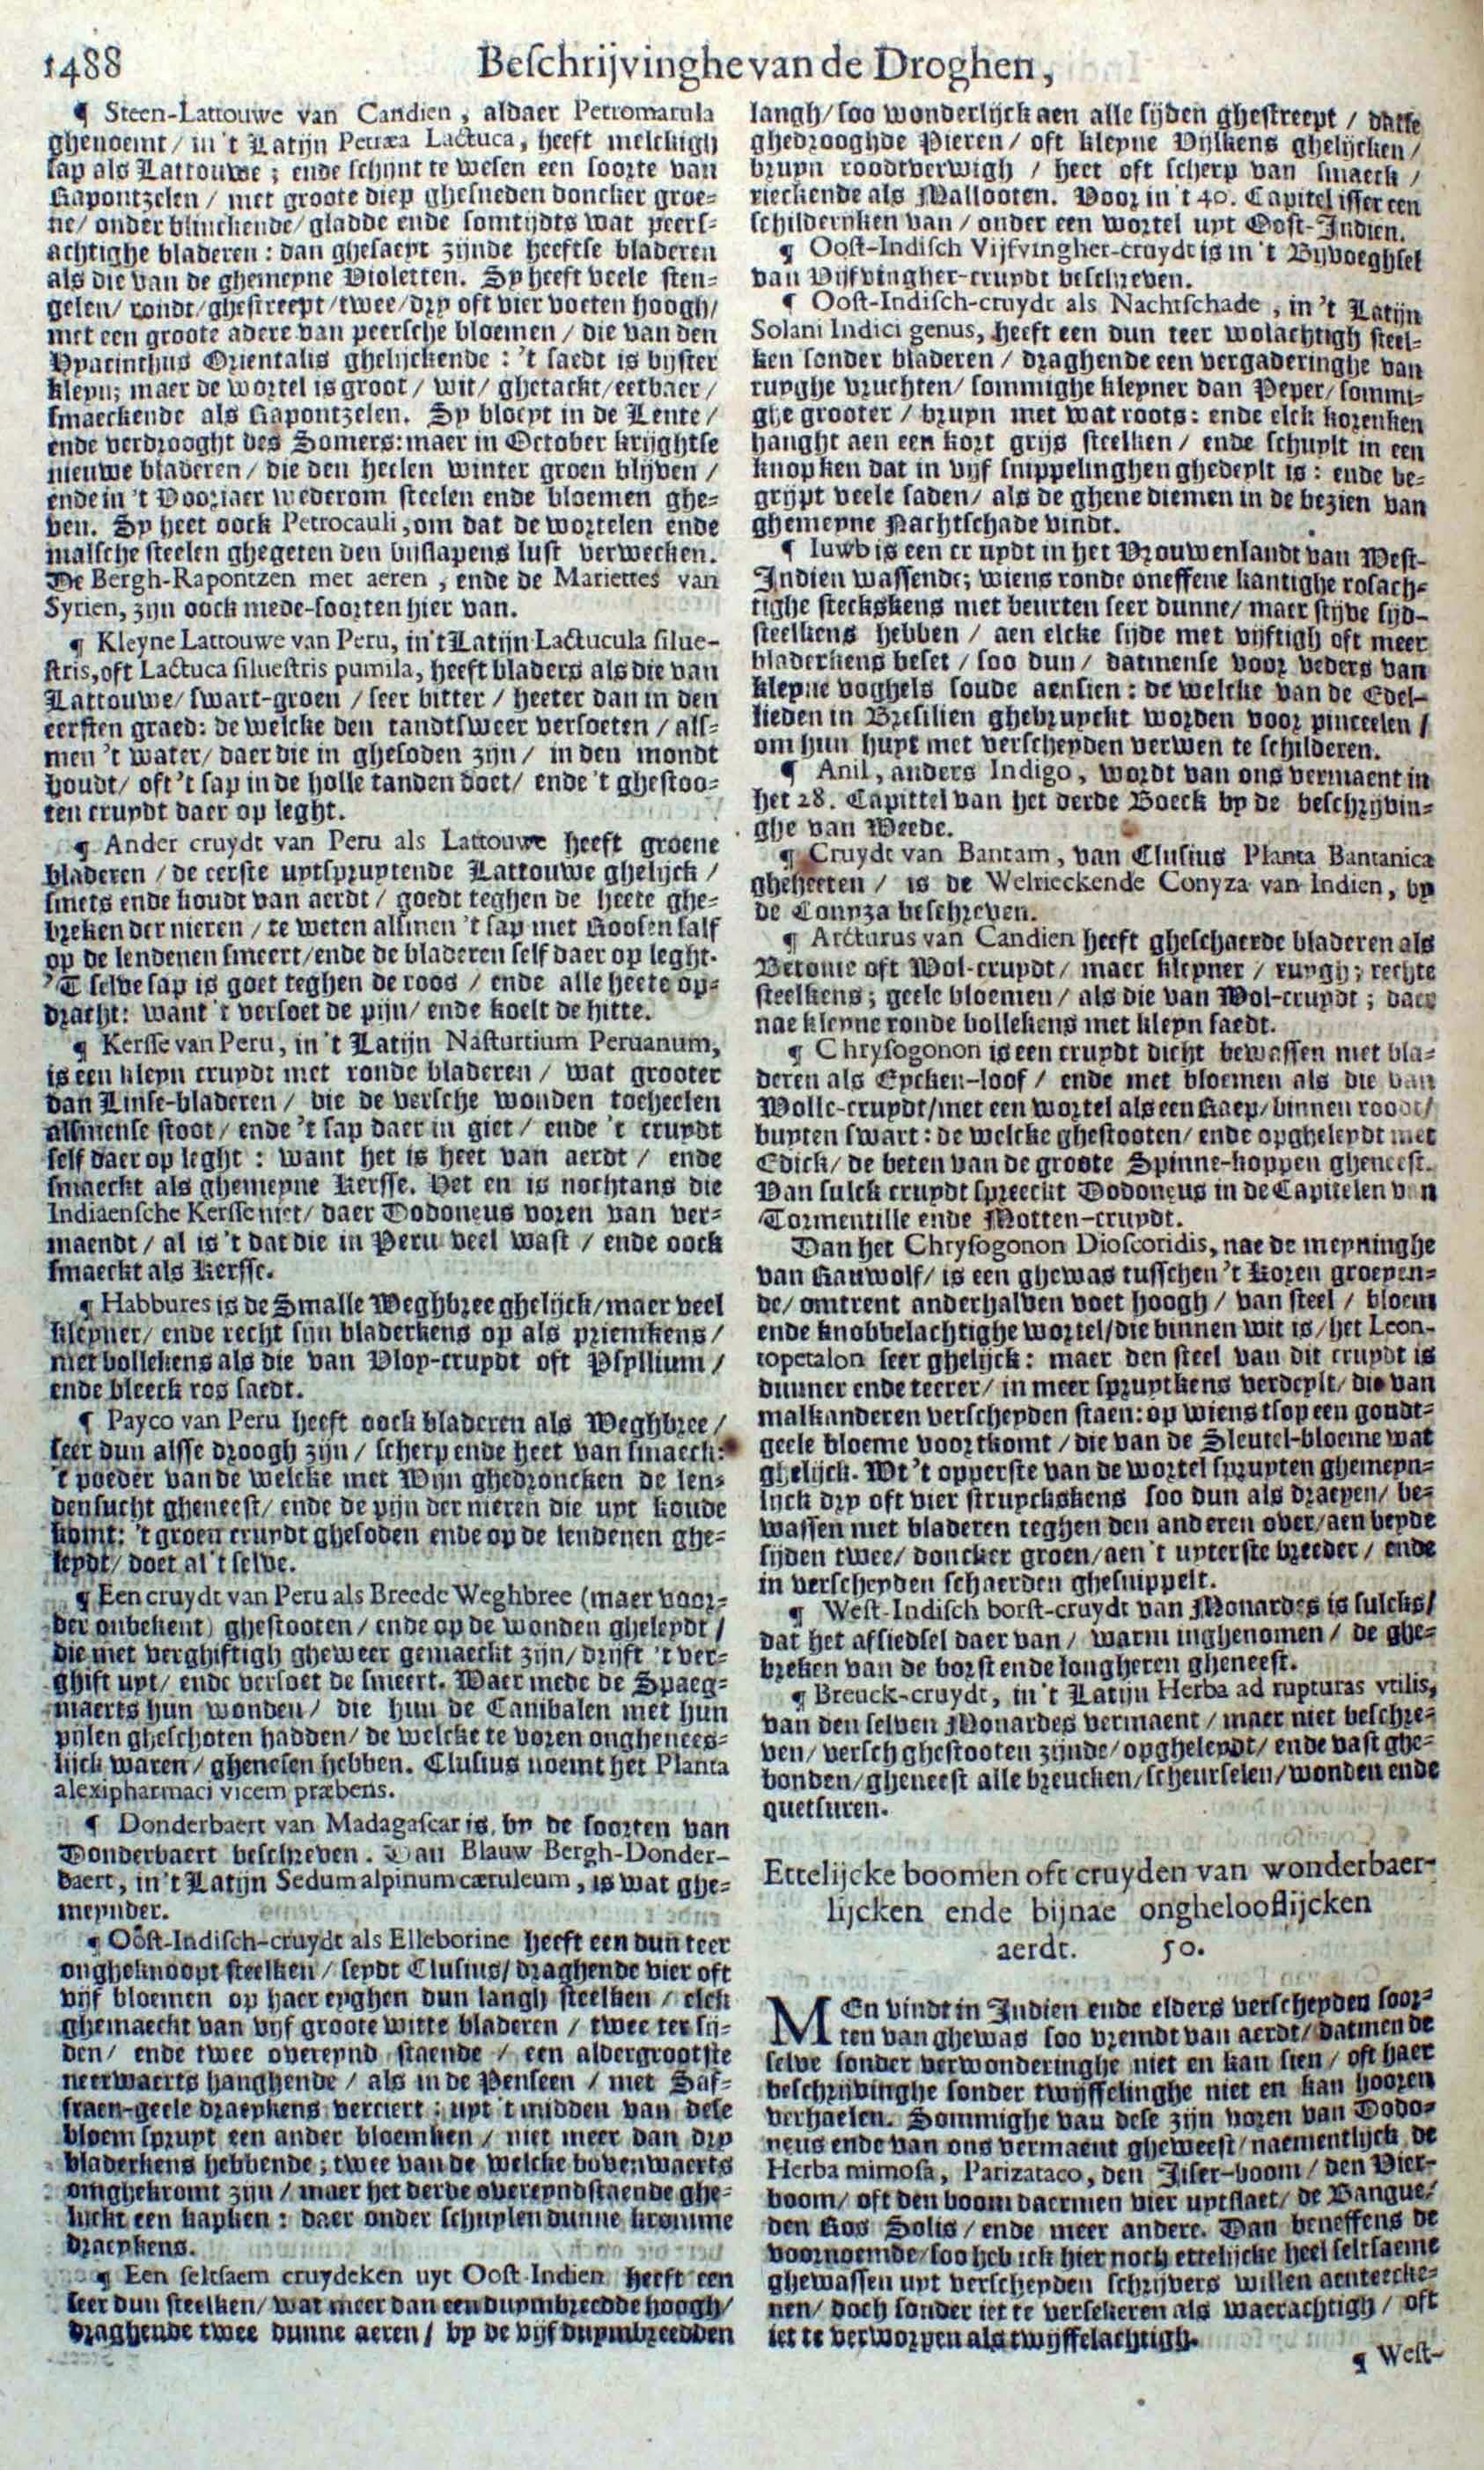 1488
Beschrijvinghe van de Droghen,
¶ Steen-Lattouwe van Candien, aldaer Petromarula
ghenoemt / in 't Latijn Petræa Lactuca, heeft melckigh
sap als Lattouwe; ende schijnt te wesen een soorte van
Rapontzelen / met groote diep ghesneden doncker groe-
ne / onder blinckende / gladde ende somtijdts wat peers-
achtighe bladeren: dan ghesaeyt zijnde heeftse bladeren
als die van de ghemeyne Violetten. Sy heeft veele sten-
gelen / rondt / ghestreept / twee / dry oft vier voeten hoogh /
met een groote adere van peersche bloemen / die van den
Hyacinthus Orientalis ghelijckende: 't saedt is bijster
kleyn; maer de wortel is groot / wit / ghetackt / eetbaer /
smaeckende als Rapontzelen. Sy bloeyt in de Lente /
ende verdrooght des Somers: maer in October krijghtse
nieuwe bladeren / die den heelen winter groen blijven /
ende in 't Voorjaer wederom steelen ende bloemen ghe-
ven. Sy heet oock Petrocauli, om dat de wortelen ende
malsche steelen ghegeten den bijslapens lust verwecken.
De Bergh-Rapontzen met aeren, ende de Mariettes van
Syrien, zijn oock mede-soorten hier van.
¶ Kleyne Lattouwe van Peru, in 't Latijn Lactucula silue-
stris, oft Lactuca siluestris pumila, heeft bladers als die van
Lattouwe / swart-groen / seer bitter / heeter dan in den
eersten graed: de welcke den tandtsweer versoeten / als-
men 't water / daer die in ghesoden zijn / in den mondt
houdt / oft 't sap in de holle tanden doet / ende 't ghestoo-
ten cruydt daer op leght.
¶ Ander cruydt van Peru als Lattouwe heeft groene
bladeren / de eerste uytspruytende Lattouwe ghelijck /
smets ende koudt van aerdt / goedt teghen de heete ghe-
breken der nieren / te weten alsmen 't sap met Roosen salf
op de lendenen smeert / ende de bladeren self daer op leght.
'T selve sap is goet teghen de roos / ende alle heete op-
dracht: want 't versoet de pijn / ende koelt de hitte.
¶ Kersse van Peru, in 't Latijn Nasturtium Peruanum,
is een kleyn cruydt met ronde bladeren / wat grooter
dan Linse-bladeren / die de versche wonden toeheelen
alsmense stoot / ende 't sap daer in giet / ende 't cruydt
self daer op leght: want het is heet van aerdt / ende
smaeckt als ghemeyne Kersse. Het en is nochtans die
Indiaensche Kersse niet / daer Dodoneus voren van ver-
maendt / al is 't dat die in Peru veel wast / ende oock
smaeckt als Kersse.
¶ Habbures is de Smalle Weghbree ghelijck / maer veel
kleyner / ende recht sijn bladerkens op als priemkens /
met bollekens als die van Vloy-cruydt oft Psyllium /
ende bleeck ros saedt.
¶ Payco van Peru heeft oock bladeren als Weghbree /
seer dun alsse droogh zijn / scherp ende heet van smaeck:
't poeder van de welcke met Wijn ghedroncken de len-
densucht gheneest / ende de pijn der nieren die uyt koude
komt: 't groen cruydt ghesoden ende op de lendenen ghe-
leydt / doet al 't selve.
¶ Een cruydt van Peru als Breede Weghbree (maer voor-
der onbekent) ghestooten / ende op de wonden gheleydt /
die met verghiftigh gheweer gemaeckt zijn / drijft 't ver-
ghift uyt / ende versoet de smert. Waer mede de Spaeg-
niaerts hun wonden / die hun de Canibalen met hun
pijlen gheschoten hadden / de welcke te voren onghenees-
lijck waren / ghenesen hebben. Clusius noemt het Planta
alexipharmaci vicem præbens.
¶ Donderbaert van Madagascar is by de soorten van
Donderbaert beschreven. Dan Blauw Bergh-Donder-
baert, in 't Latijn Sedum alpinum cæruleum, is wat ghe-
meynder.
¶ Oost-Indisch-cruydt als Elleborine heeft een dun teer
ongheknoopt steelken / seydt Clusius / draghende vier oft
vijf bloemen op haer eyghen dun langh steelken / elck
ghemaeckt van vijf groote witte bladeren / twee ter sij-
den / ende twee overeynd staende / een aldergrootste
neerwaerts hanghende / als in de Penseen / met Saf-
fraen-geele draeykens verciert: uyt 't midden van dese
bloem spruyt een ander bloemken / niet meer dan dry
bladerkens hebbende; twee van de welcke bovenwaerts
omghekromt zijn / maer het derde overeyndstaende ghe-
lijckt een kapken: daer onder schuylen dunne kromme
draeykens.
¶ Een seltsaem cruydeken uyt Oost-Indien heeft een
seer dun steelken / wat meer dan een duymbreedde hoogh /
draghende twee dunne aeren / by de vijf duymbreedden
langh / soo wonderlijck aen alle sijden ghestreept / datse
ghedrooghde Pieren / oft kleyne Vijlkens ghelijcken /
bruyn roodtverwigh / heet oft scherp van smaeck /
rieckende als Mallooten. Voor in 't 40. Capitel isser een
schilderijken van / onder een wortel uyt Oost-Indien.
¶ Oost-Indisch Vijfvingher-cruydt is in 't Bijvoeghsel
van Vijfvingher-cruydt beschreven.
¶ Oost-Indisch-cruydt als Nachtschade, in 't Latijn
Solani Indici genus, heeft een dun teer wolachtigh steel-
ken sonder bladeren / draghende een vergaderinghe van
ruyghe vruchten / sommighe kleyner dan Peper / sommi-
ghe grooter / bruyn met wat roots: ende elck korenken
hanght aen een kort grijs steelken / ende schuylt in een
knopken dat in vijf snippelinghen ghedeylt is: ende be-
grijpt veele saden / als de ghene diemen in de bezien van
ghemeyne Nachtschade vindt.
¶ Iuwb is een cruydt in het Vrouwenlandt van West-
Indien wassende; wiens ronde oneffene kantighe rosach-
tighe steckskens met beurten seer dunne / maer stijve sijd-
steelkens hebben / aen elcke sijde met vijftigh oft meer
bladerkens beset / soo dun / datmense voor veders van
kleyne voghels soude aensien: de welcke van de Edel-
lieden in Bresilien ghebruyckt worden voor pinceelen /
om hun huyt met verscheyden verwen te schilderen.
¶ Anil, anders Indigo, wordt van ons vermaent in
het 28. Capittel van het derde Boeck by de beschrijvin-
ghe van Weede.
¶ Cruydt van Bantam, van Clusius Planta Bantanica
gheheeten / is de Welrieckende Conyza van Indien, by
de Conyza beschreven.
¶ Arcturus van Candien heeft gheschaerde bladeren als
Betonie oft Wol-cruydt / maer kleyner / ruygh; rechte
steelkens; geele bloemen / als die van Wol-cruydt; daer
nae kleyne ronde bollekens met kleyn saedt.
¶ Chrysogonon is een cruydt dicht bewassen met bla-
deren als Eycken-loof / ende met bloemen als die van
Wolle-cruydt / met een wortel als een Raep / binnen roodt /
buyten swart: de welcke ghestooten / ende opgheleydt met
Edick / de beten van de groote Spinne-koppen gheneest.
Van sulck cruydt spreeckt Dodoneus in de Capittelen van
Tormentille ende Motten-cruydt.
Dan het Chrysogonon Dioscoridis, nae de meyninghe
van Rauwolf / is een ghewas tusschen 't Koren groeyen-
de / omtrent anderhalven voet hoogh / van steel / bloem
ende knobbelachtighe wortel / die binnen wit is / het Leon-
topetalon seer ghelijck: maer den steel van dit cruydt is
dunner ende teerer / in meer spruytkens verdeylt / die van
malkanderen verscheyden staen: op wiens tsop een goudt-
geele bloeme voortkomt / die van de Sleutel-bloeme wat
ghelijck. Wt 't opperste van de wortel spruyten ghemeyn-
lijck dry oft vier struyckskens soo dun als draeyen / be-
wassen met bladeren teghen den anderen over / aen beyde
sijden twee / doncker groen / aen 't uyterste breeder / ende
in verscheyden schaerden ghesnippelt.
¶ West-Indisch borst-cruydt van Monardes is sulcks /
dat het afsiedsel daer van / warm inghenomen / de ghe-
breken van de borst ende longheren gheneest.
¶ Breuck-cruydt, in 't Latijn Herba ad rupturas vtilis,
van den selven Monardes vermaent / maer niet beschre-
ven / versch ghestooten zijnde / opgheleydt / ende vast ghe-
bonden / gheneest alle breucken / scheurselen / wonden ende
quetsuren.
Ettelijcke boomen oft cruyden van wonderbaer-
lijcken ende bijnae onghelooflijcken
aerdt. 50.
MEn vindt in Indien ende elders verscheyden soor-
ten van ghewas soo vremdt van aerdt / datmen de
selve sonder verwonderinghe niet en kan sien / oft haer
beschrijvinghe sonder twijffelinghe niet en kan hooren
verhaelen. Sommighe van dese zijn voren van Dodo-
neus ende van ons vermaent gheweest / naementlijck de
Herba mimosa, Parizataco, den Jiser-boom / den Vier-
boom / oft den boom daermen vier uytslaet / de Bangue /
den Ros Solis / ende meer andere. Dan beneffens de
voornoemde / soo heb ick hier noch ettelijcke heel seltsaeme
ghewassen uyt verscheyden schrijvers willen aenteecke-
nen / doch sonder iet te versekeren als waerachtigh / oft
iet te verworpen als twijffelachtigh.
¶ West-